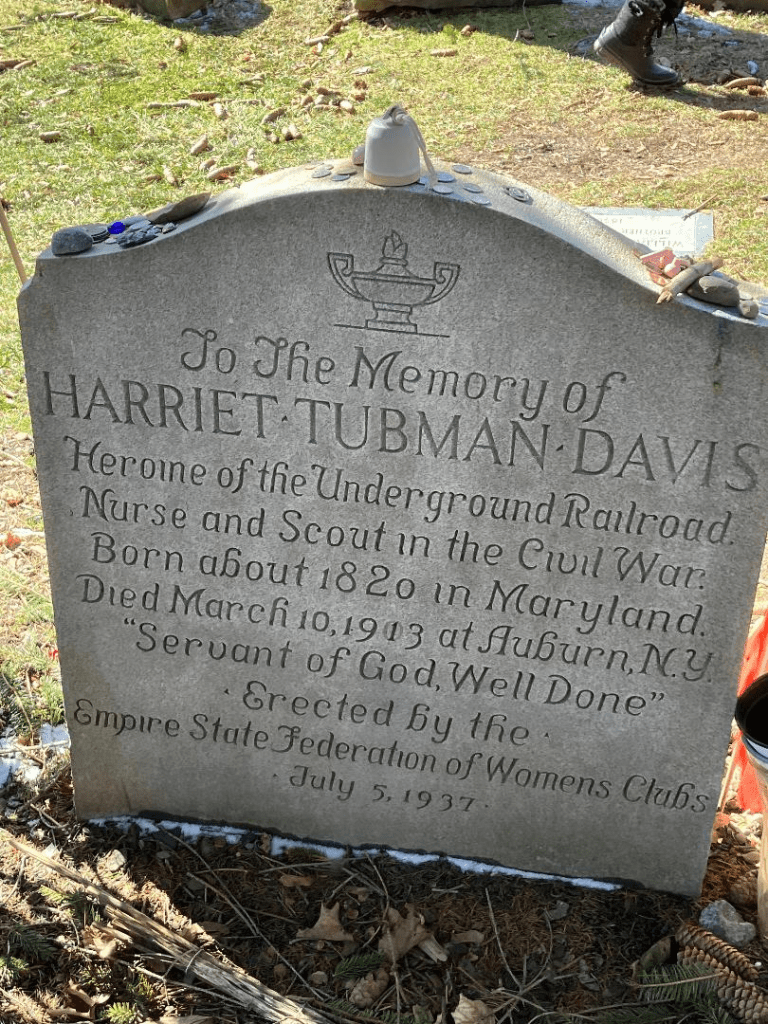 To The Memory of
HARRIET·TUBMAN·DAVIS
Heroine of the Underground Railroad.
Nurse and Scout in the Civil War.
Born about 1820 in Maryland.
Died March 10, 1913 at Auburn, N.Y.
"Servant of God, Well Done"
· Erected by the ·
Empire State Federation of Womens Clubs
· July 5, 1937 ·
BROTHER